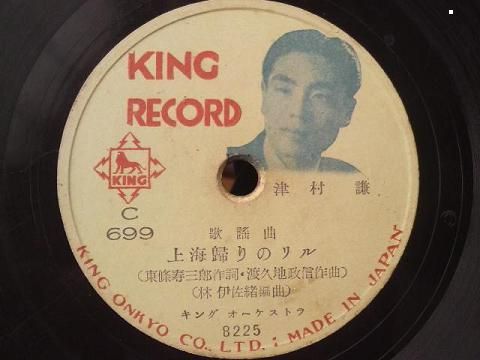 KING
RECORD
KING
C
699
津村謙
歌謡曲
上海歸りのリル
(東條寿三郎作詞・渡久地政信作曲)
(林伊佐緒編曲)
キング オーケストラ
8225
KING ONKYO CO., LTD.; MADE IN JAPAN